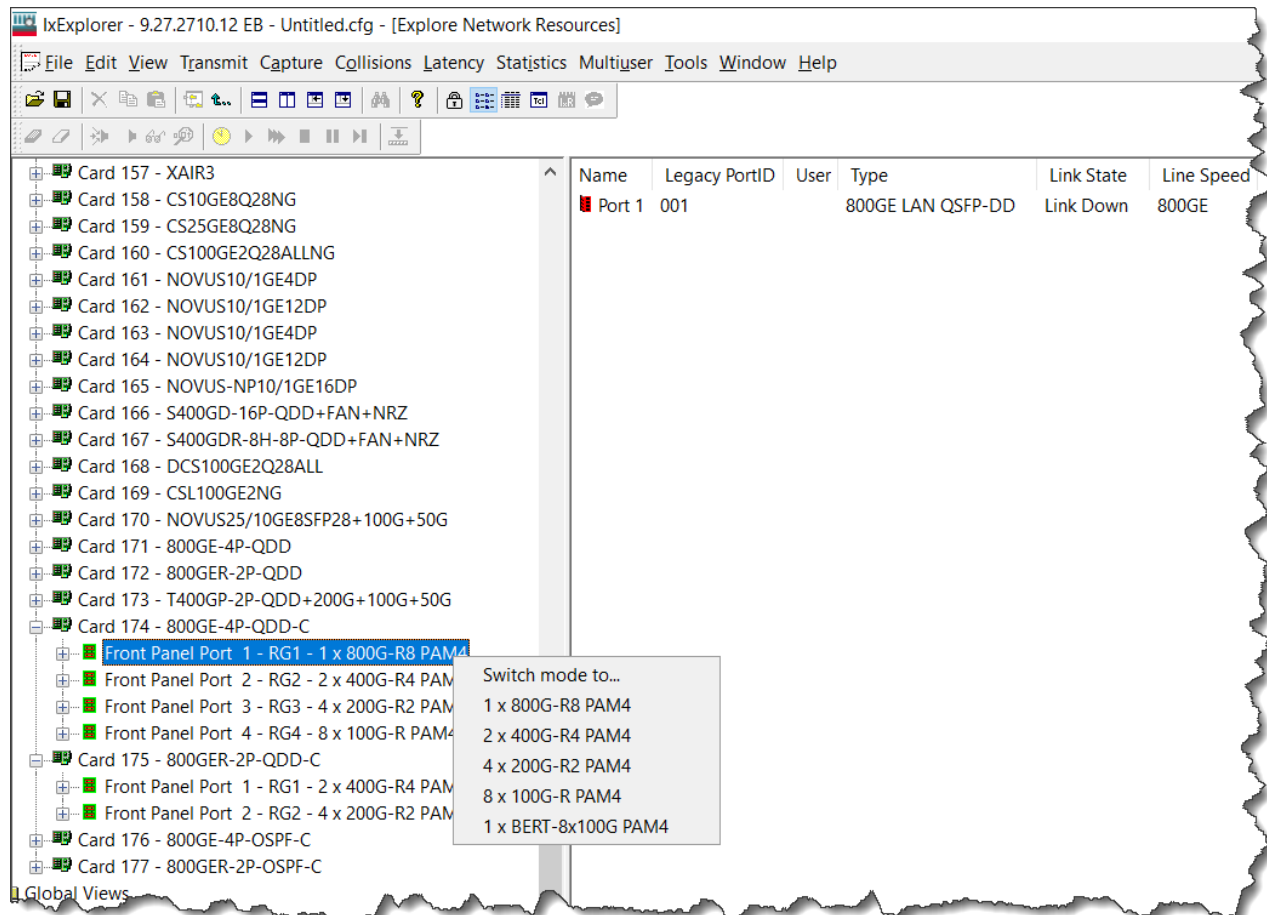 IxExplorer - 9.27.2710.12 EB - Untitled.cfg - [Explore Network Resources]
File Edit View Transmit Capture Collisions Latency Statistics Multiuser Tools Window Help
Tcl
Card 157 - XAIR3
Card 158 - CS10GE8Q28NG
Card 159 - CS25GE8Q28NG
Card 160 - CS100GE2Q28ALLNG
Card 161 - NOVUS10/1GE4DP
Card 162 - NOVUS10/1GE12DP
Card 163 - NOVUS10/1GE4DP
Card 164 - NOVUS10/1GE12DP
Card 165 - NOVUS-NP10/1GE16DP
Card 166 - S400GD-16P-QDD+FAN+NRZ
Card 167 - S400GDR-8H-8P-QDD+FAN+NRZ
Card 168 - DCS100GE2Q28ALL
Card 169 - CSL100GE2NG
Card 170 - NOVUS25/10GE8SFP28+100G+50G
Card 171 - 800GE-4P-QDD
Card 172 - 800GER-2P-QDD
Card 173 - T400GP-2P-QDD+200G+100G+50G
Card 174 - 800GE-4P-QDD-C
Front Panel Port 1 - RG1 - 1 x 800G-R8 PAM4
Front Panel Port 2 - RG2 - 2 x 400G-R4 PAM
Front Panel Port 3 - RG3 - 4 x 200G-R2 PAM
Front Panel Port 4 - RG4 - 8 x 100G-R PAM4
Card 175 - 800GER-2P-QDD-C
Front Panel Port 1 - RG1 - 2 x 400G-R4 PAM
Front Panel Port 2 - RG2 - 4 x 200G-R2 PAM
Card 176 - 800GE-4P-OSPF-C
Card 177 - 800GER-2P-OSPF-C
Global Views
Switch mode to...
1 x 800G-R8 PAM4
2 x 400G-R4 PAM4
4 x 200G-R2 PAM4
8 x 100G-R PAM4
1 x BERT-8x100G PAM4
Name Legacy PortID User Type Link State Line Speed
Port 1 001 800GE LAN QSFP-DD Link Down 800GE